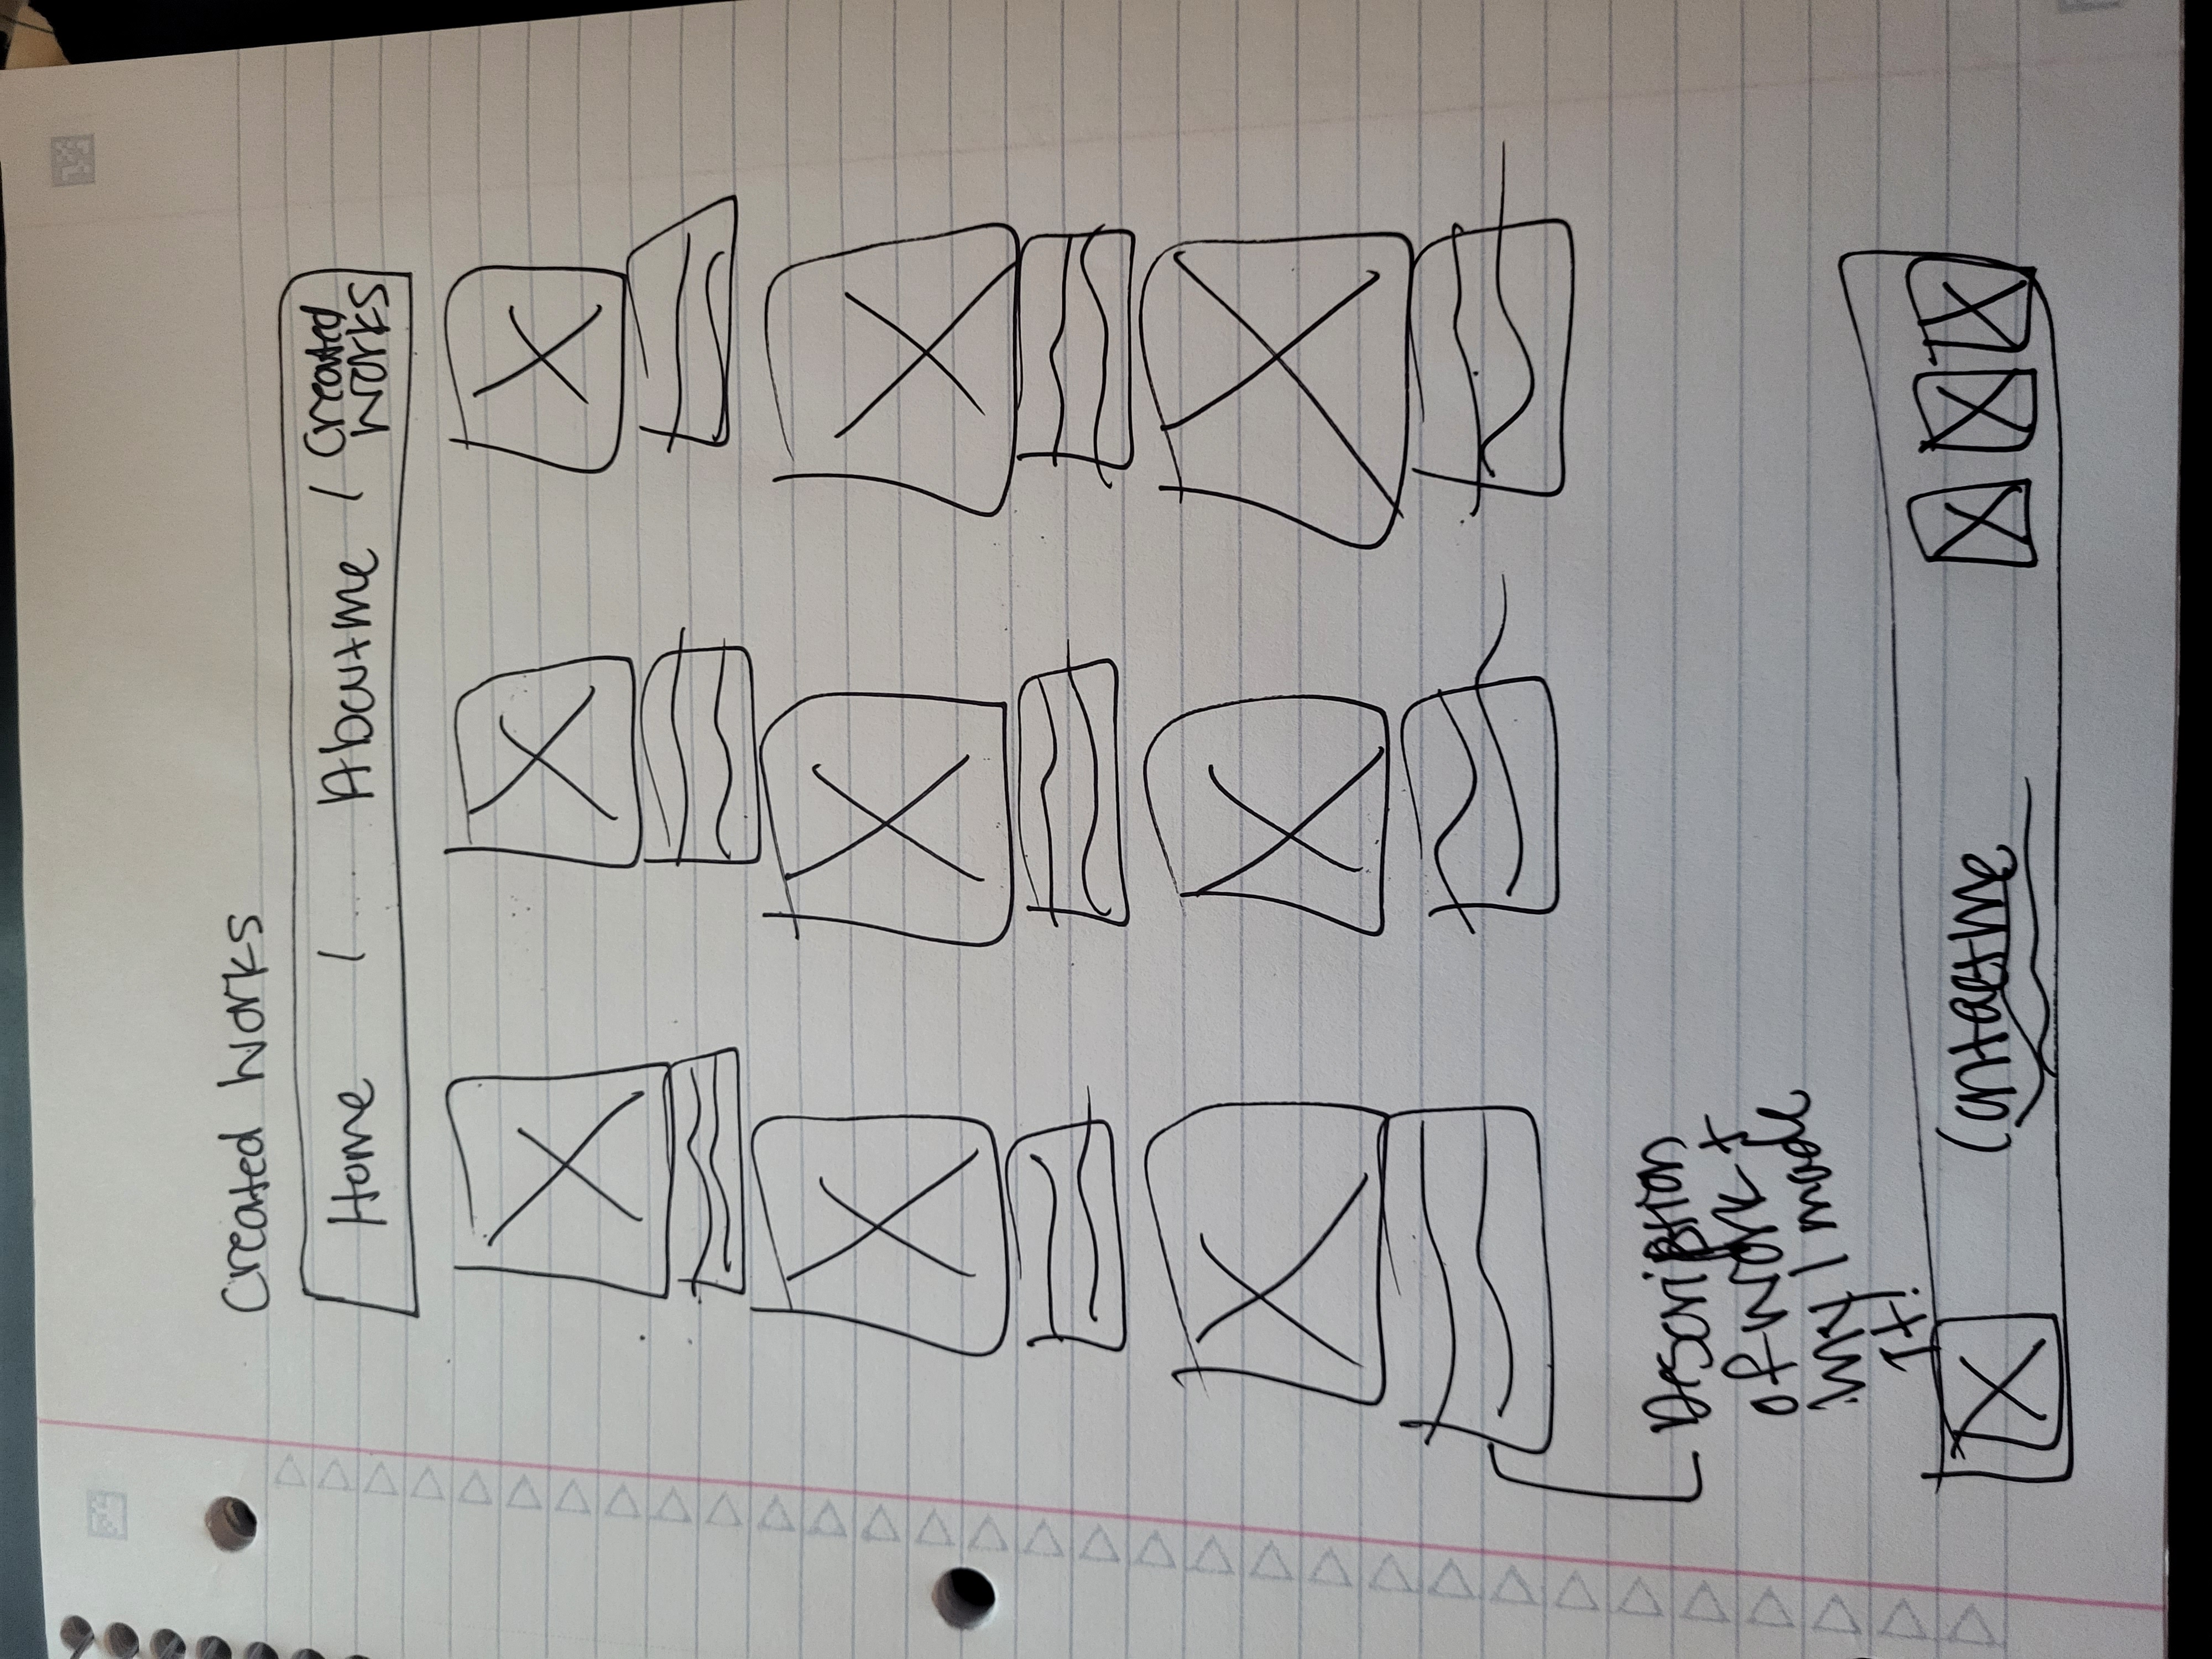 Created Works
Home / About me / Created
Works
Description
of work +
why I made
It!
Contact me